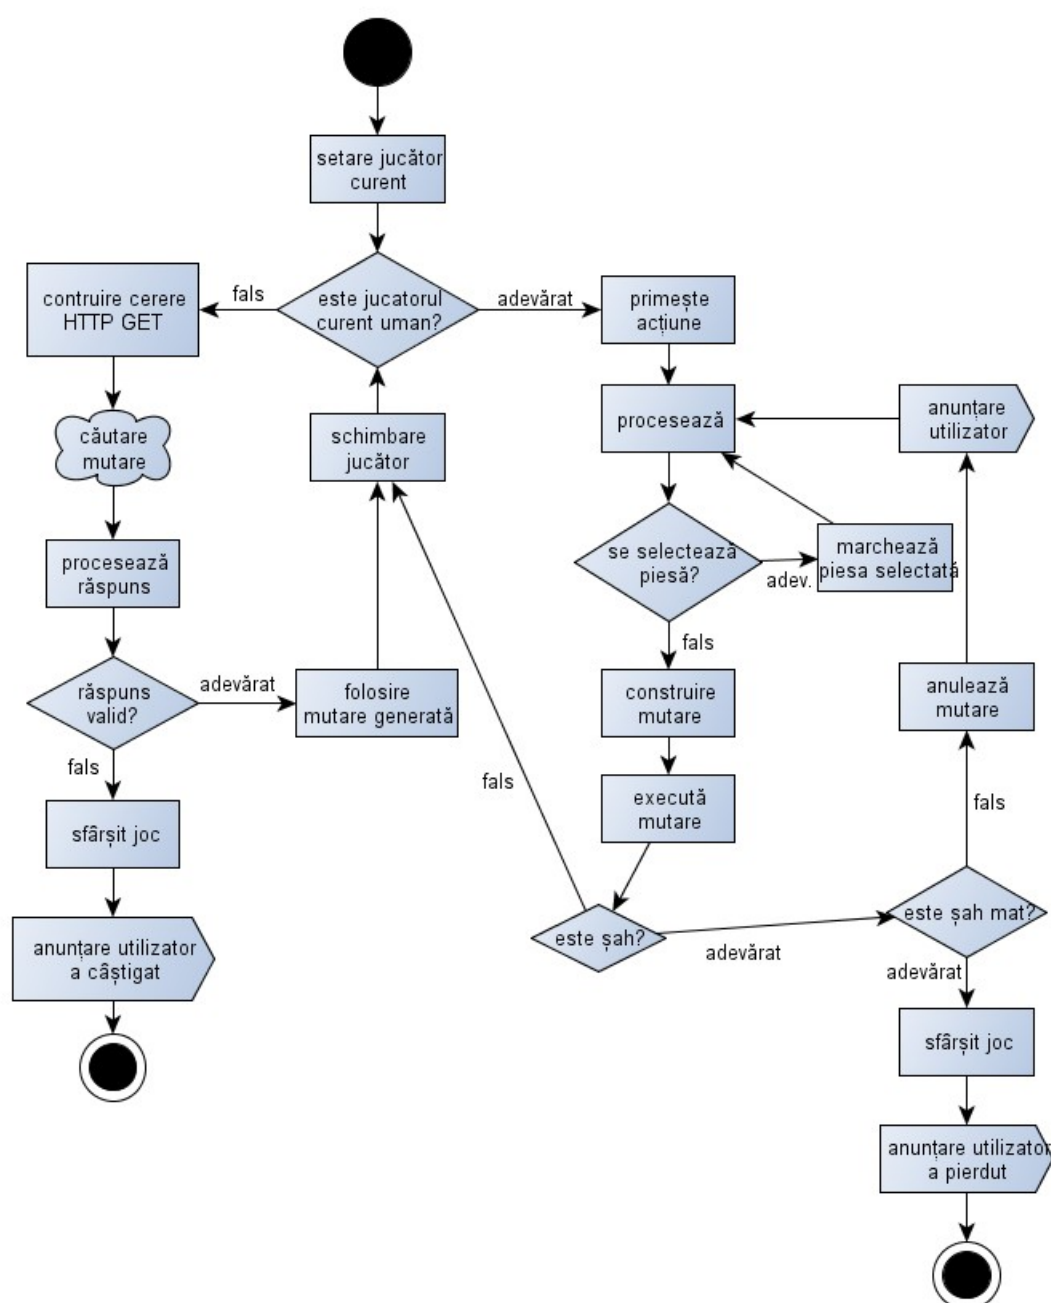 setare jucător
curent
este jucatorul
curent uman?
fals
adevărat
contruire cerere
HTTP GET
căutare
mutare
procesează
răspuns
răspuns
valid?
adevărat
fals
folosire
mutare generată
schimbare
jucător
sfârșit joc
anunțare utilizator
a câștigat
primește
acțiune
procesează
se selectează
piesă?
adev.
marchează
piesa selectată
fals
construire
mutare
execută
mutare
este șah?
fals
adevărat
este șah mat?
fals
anulează
mutare
anunțare
utilizator
adevărat
sfârșit joc
anunțare utilizator
a pierdut